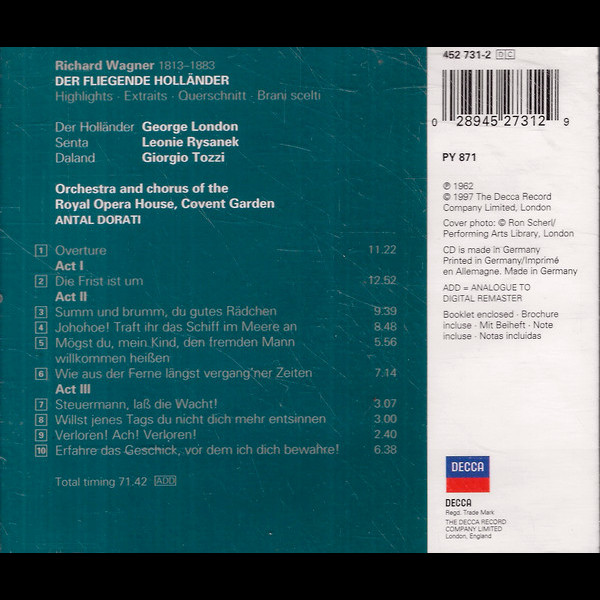 Richard Wagner 1813–1883
DER FLIEGENDE HOLLÄNDER
Highlights · Extraits · Querschnitt · Brani scelti
Der Holländer George London
Senta Leonie Rysanek
Daland Giorgio Tozzi
Orchestra and chorus of the
Royal Opera House, Covent Garden
ANTAL DORATI
1 Overture 11.22
Act I
2 Die Frist ist um 12.52
Act II
3 Summ und brumm, du gutes Rädchen 9.39
4 Johohoe! Traft ihr das Schiff im Meere an 8.48
5 Mögst du, mein Kind, den fremden Mann 5.56
willkommen heißen
6 Wie aus der Ferne längst vergang'ner Zeiten 7.14
Act III
7 Steuermann, laß die Wacht! 3.07
8 Willst jenes Tags du nicht dich mehr entsinnen 3.00
9 Verloren! Ach! Verloren! 2.40
10 Erfahre das Geschick, vor dem ich dich bewahre! 6.38
Total timing 71.42 ADD
452 731-2 DC
0 28945 27312 9
PY 871
℗ 1962
© 1997 The Decca Record
Company Limited, London
Cover photo: © Ron Scherl/
Performing Arts Library, London
CD is made in Germany
Printed in Germany/Imprimé
en Allemagne. Made in Germany
ADD = ANALOGUE TO
DIGITAL REMASTER
Booklet enclosed · Brochure
incluse · Mit Beiheft · Note
incluse · Notas incluídas
DECCA
DECCA
Regd. Trade Mark
THE DECCA RECORD
COMPANY LIMITED
London, England